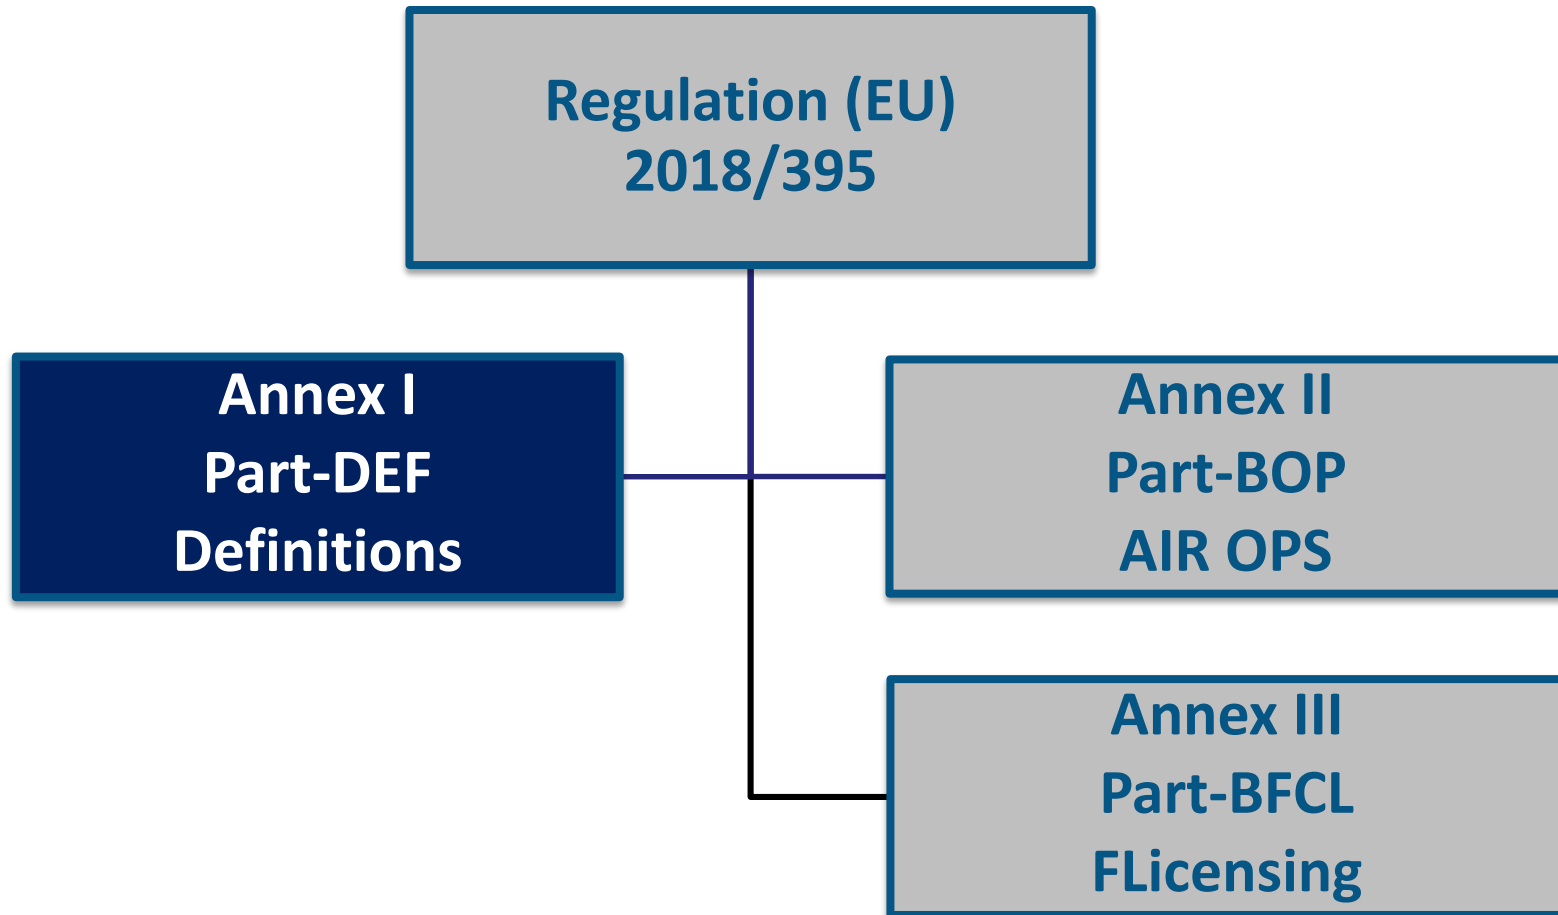 Regulation (EU)
2018/395
Annex I
Part-DEF
Definitions
Annex II
Part-BOP
AIR OPS
Annex III
Part-BFCL
FLicensing